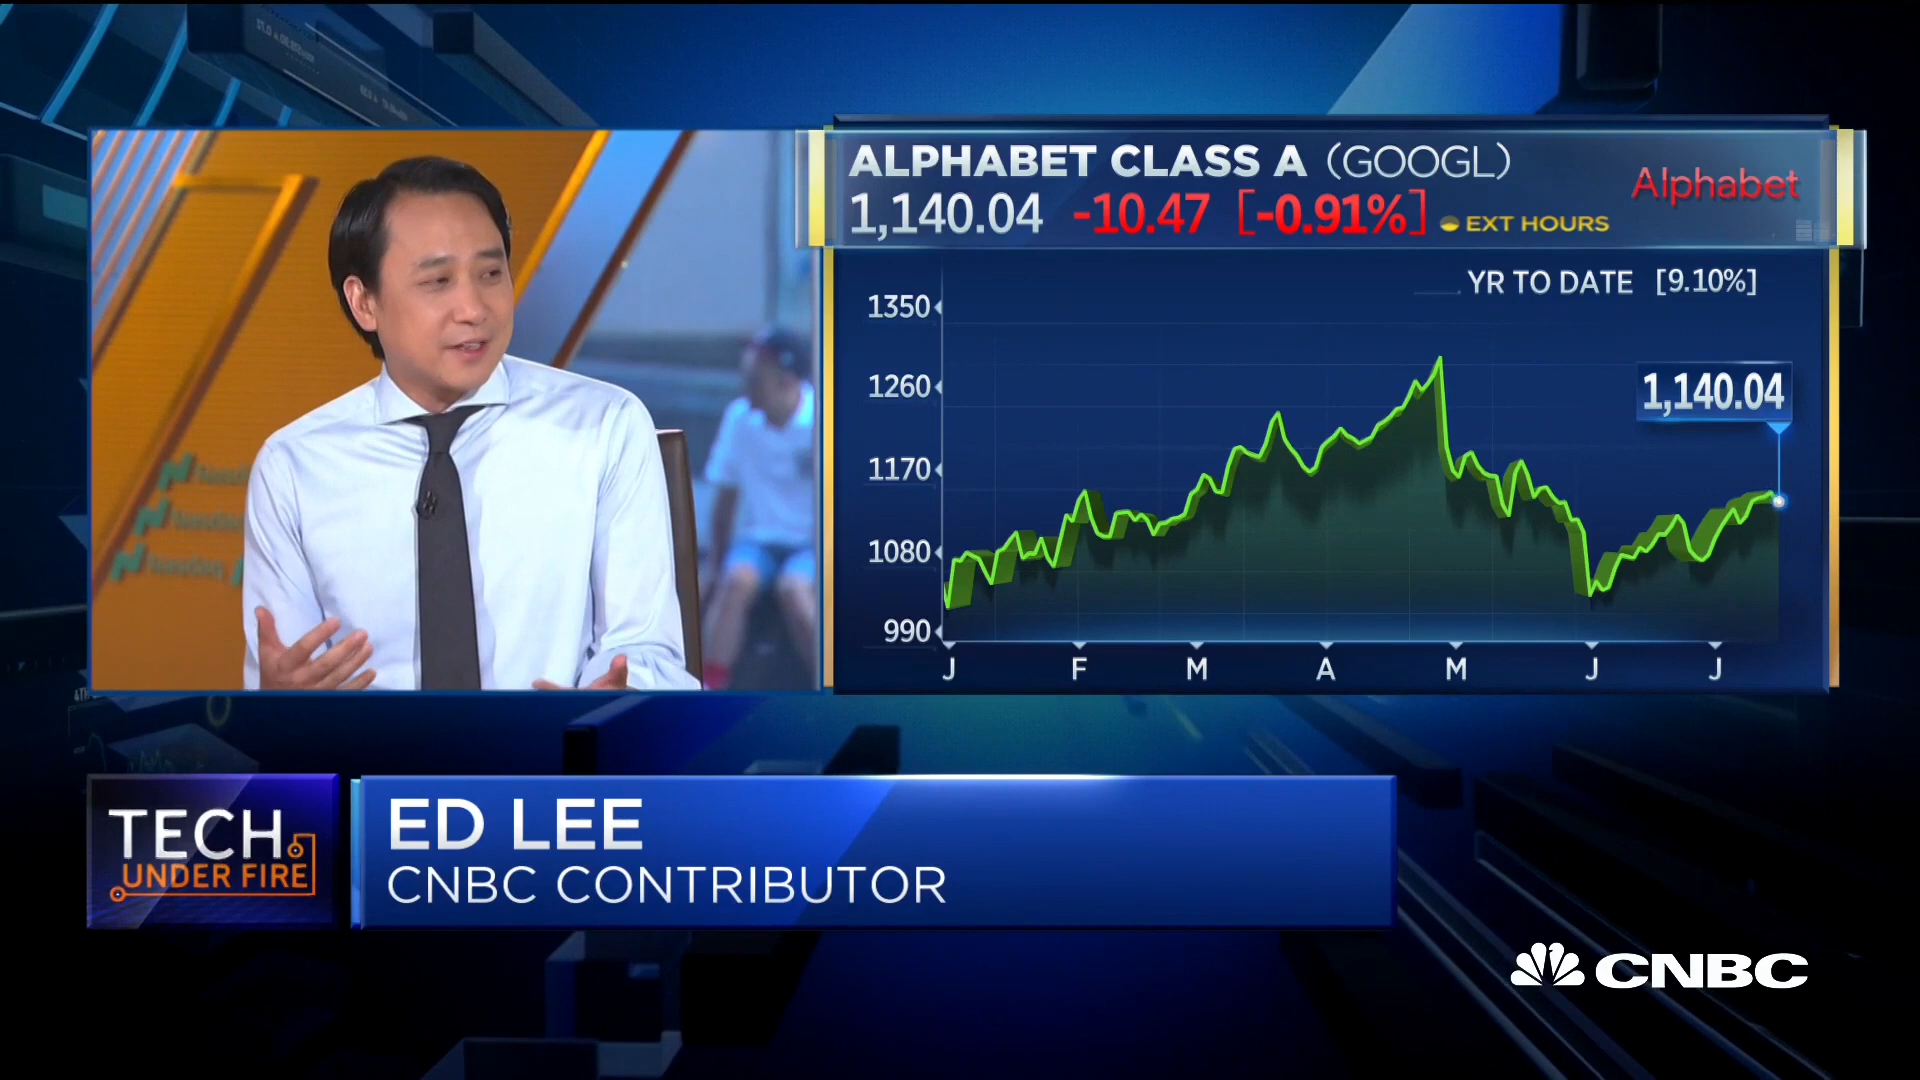 ALPHABET CLASS A (GOOGL)
1,140.04 -10.47 [-0.91%] EXT HOURS
Alphabet
YR TO DATE [9.10%]
1350
1260
1170
1080
990
1,140.04
J F M A M J J
TECH
UNDER FIRE
ED LEE
CNBC CONTRIBUTOR
CNBC